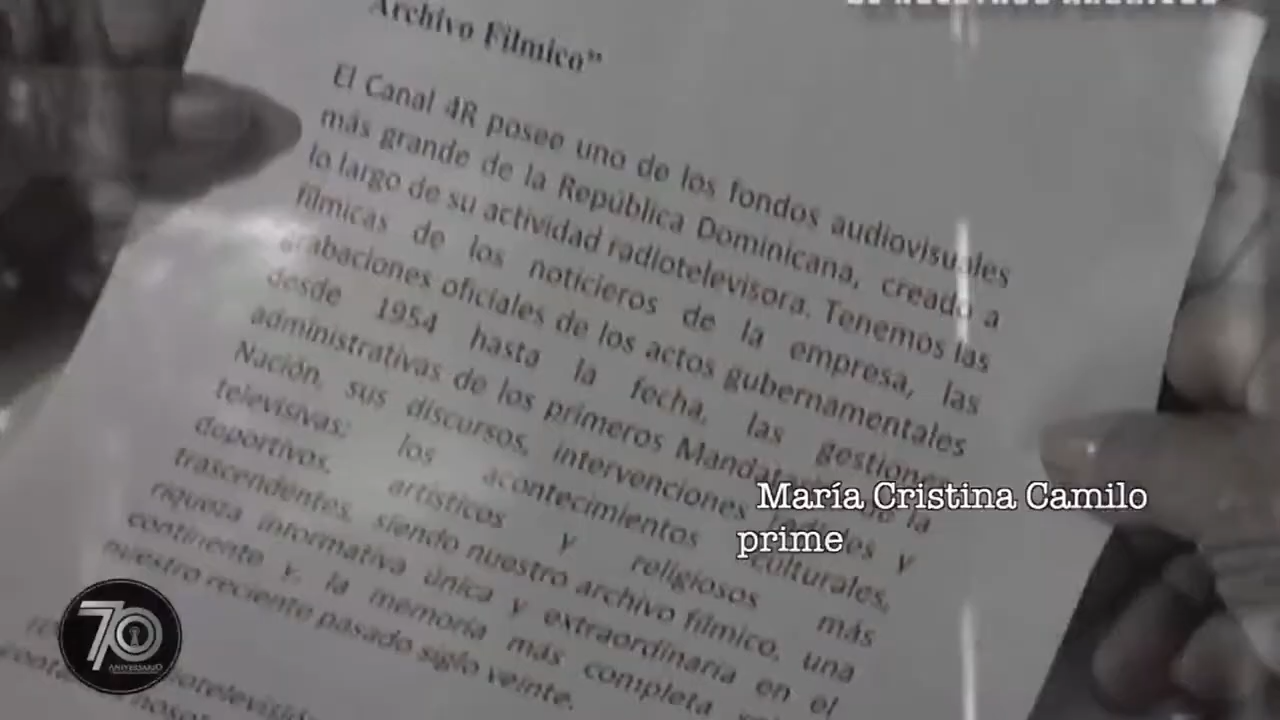 Archivo Fílmico"
El Canal 4R posee uno de los fondos audiovisuales
más grande de la República Dominicana, creado a
lo largo de su actividad radiotelevisora. Tenemos las
fílmicas de los noticieros de la empresa, las
grabaciones oficiales de los actos gubernamentales
desde 1954 hasta la fecha, las gestiones
administrativas de los primeros la
Nación, sus discursos, intervenciones y
televisivas; los acontecimientos culturales,
deportivos, artísticos y religiosos más
trascendentes, siendo nuestro archivo fílmico, una
riqueza informativa única y extraordinaria en el
continente y, la memoria más completa
nuestro reciente pasado siglo veinte.
María Cristina Camilo
prime
70
ANIVERSARIO